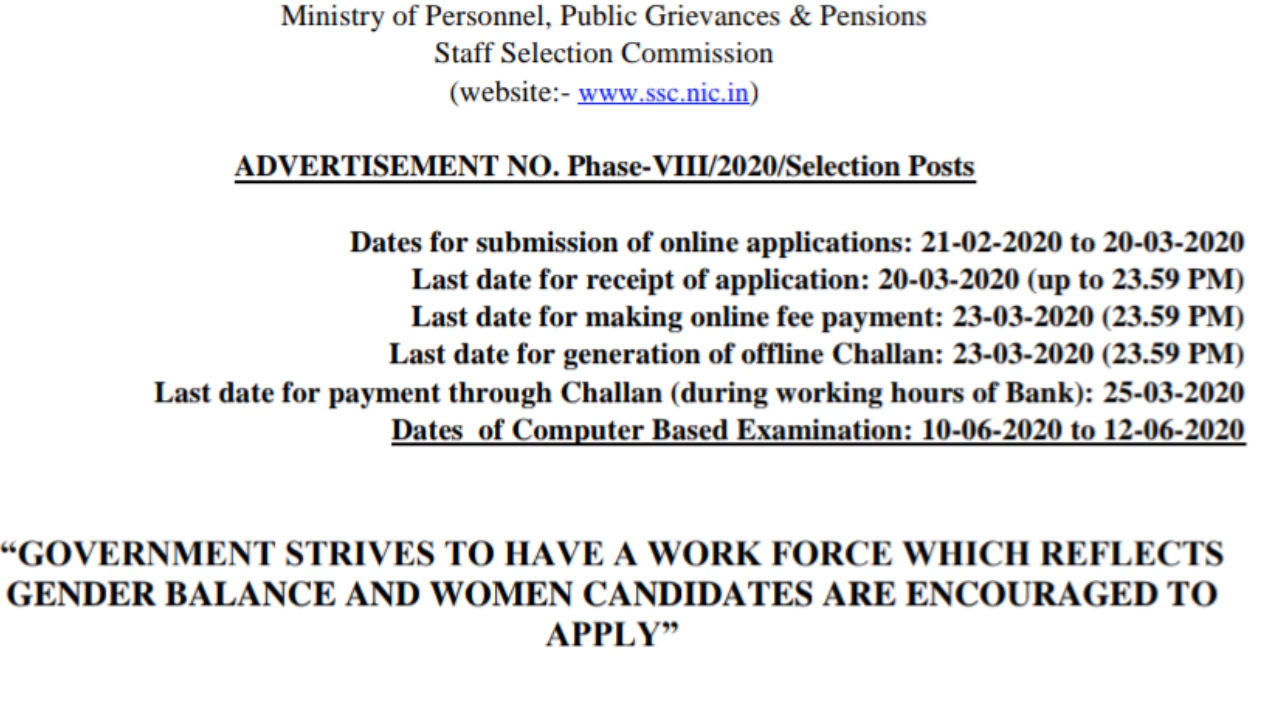 Ministry of Personnel, Public Grievances & Pensions
Staff Selection Commission
(website:- www.ssc.nic.in)
ADVERTISEMENT NO. Phase-VIII/2020/Selection Posts
Dates for submission of online applications: 21-02-2020 to 20-03-2020
Last date for receipt of application: 20-03-2020 (up to 23.59 PM)
Last date for making online fee payment: 23-03-2020 (23.59 PM)
Last date for generation of offline Challan: 23-03-2020 (23.59 PM)
Last date for payment through Challan (during working hours of Bank): 25-03-2020
Dates of Computer Based Examination: 10-06-2020 to 12-06-2020
“GOVERNMENT STRIVES TO HAVE A WORK FORCE WHICH REFLECTS
GENDER BALANCE AND WOMEN CANDIDATES ARE ENCOURAGED TO
APPLY”